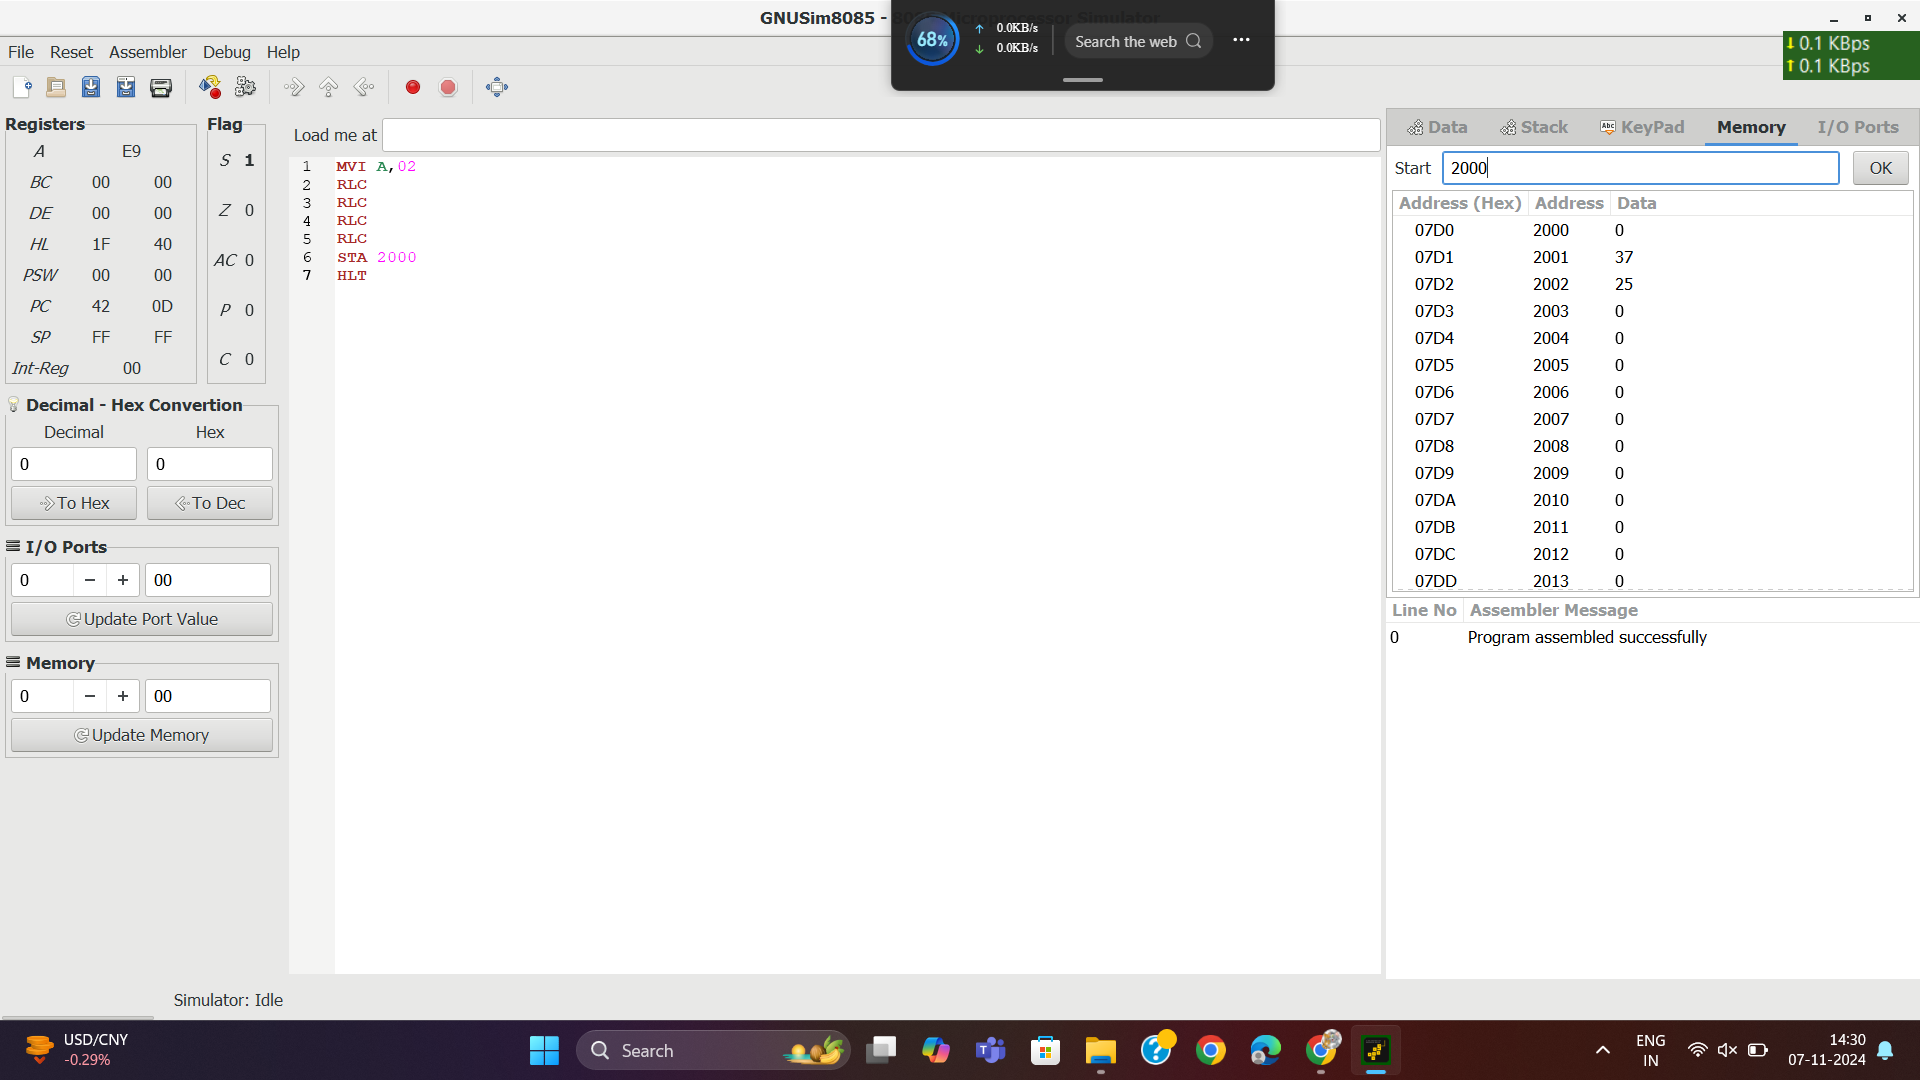 GNUSim8085 -
68%
↑ 0.0KB/s
↓ 0.0KB/s
Search the web
↓ 0.1 KBps
↑ 0.1 KBps
File Reset Assembler Debug Help
Registers
A E9
BC 00 00
DE 00 00
HL 1F 40
PSW 00 00
PC 42 0D
SP FF FF
Int-Reg 00
Flag
S 1
Z 0
AC 0
P 0
C 0
Decimal - Hex Convertion
Decimal Hex
0 0
To Hex To Dec
I/O Ports
0 − + 00
Update Port Value
Memory
0 − + 00
Update Memory
Load me at
1 MVI A,02
2 RLC
3 RLC
4 RLC
5 RLC
6 STA 2000
7 HLT
Data Stack Abc KeyPad Memory I/O Ports
Start 2000 OK
Address (Hex) Address Data
07D0 2000 0
07D1 2001 37
07D2 2002 25
07D3 2003 0
07D4 2004 0
07D5 2005 0
07D6 2006 0
07D7 2007 0
07D8 2008 0
07D9 2009 0
07DA 2010 0
07DB 2011 0
07DC 2012 0
07DD 2013 0
Line No Assembler Message
0 Program assembled successfully
Simulator: Idle
USD/CNY
-0.29%
Search
ENG
IN
14:30
07-11-2024